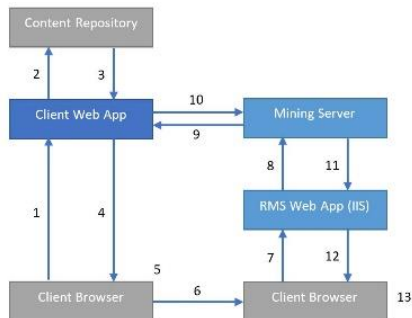 Content Repository
2
3
Client Web App
10
9
Mining Server
8
11
1
4
RMS Web App (IIS)
5
6
7
12
Client Browser
Client Browser
13